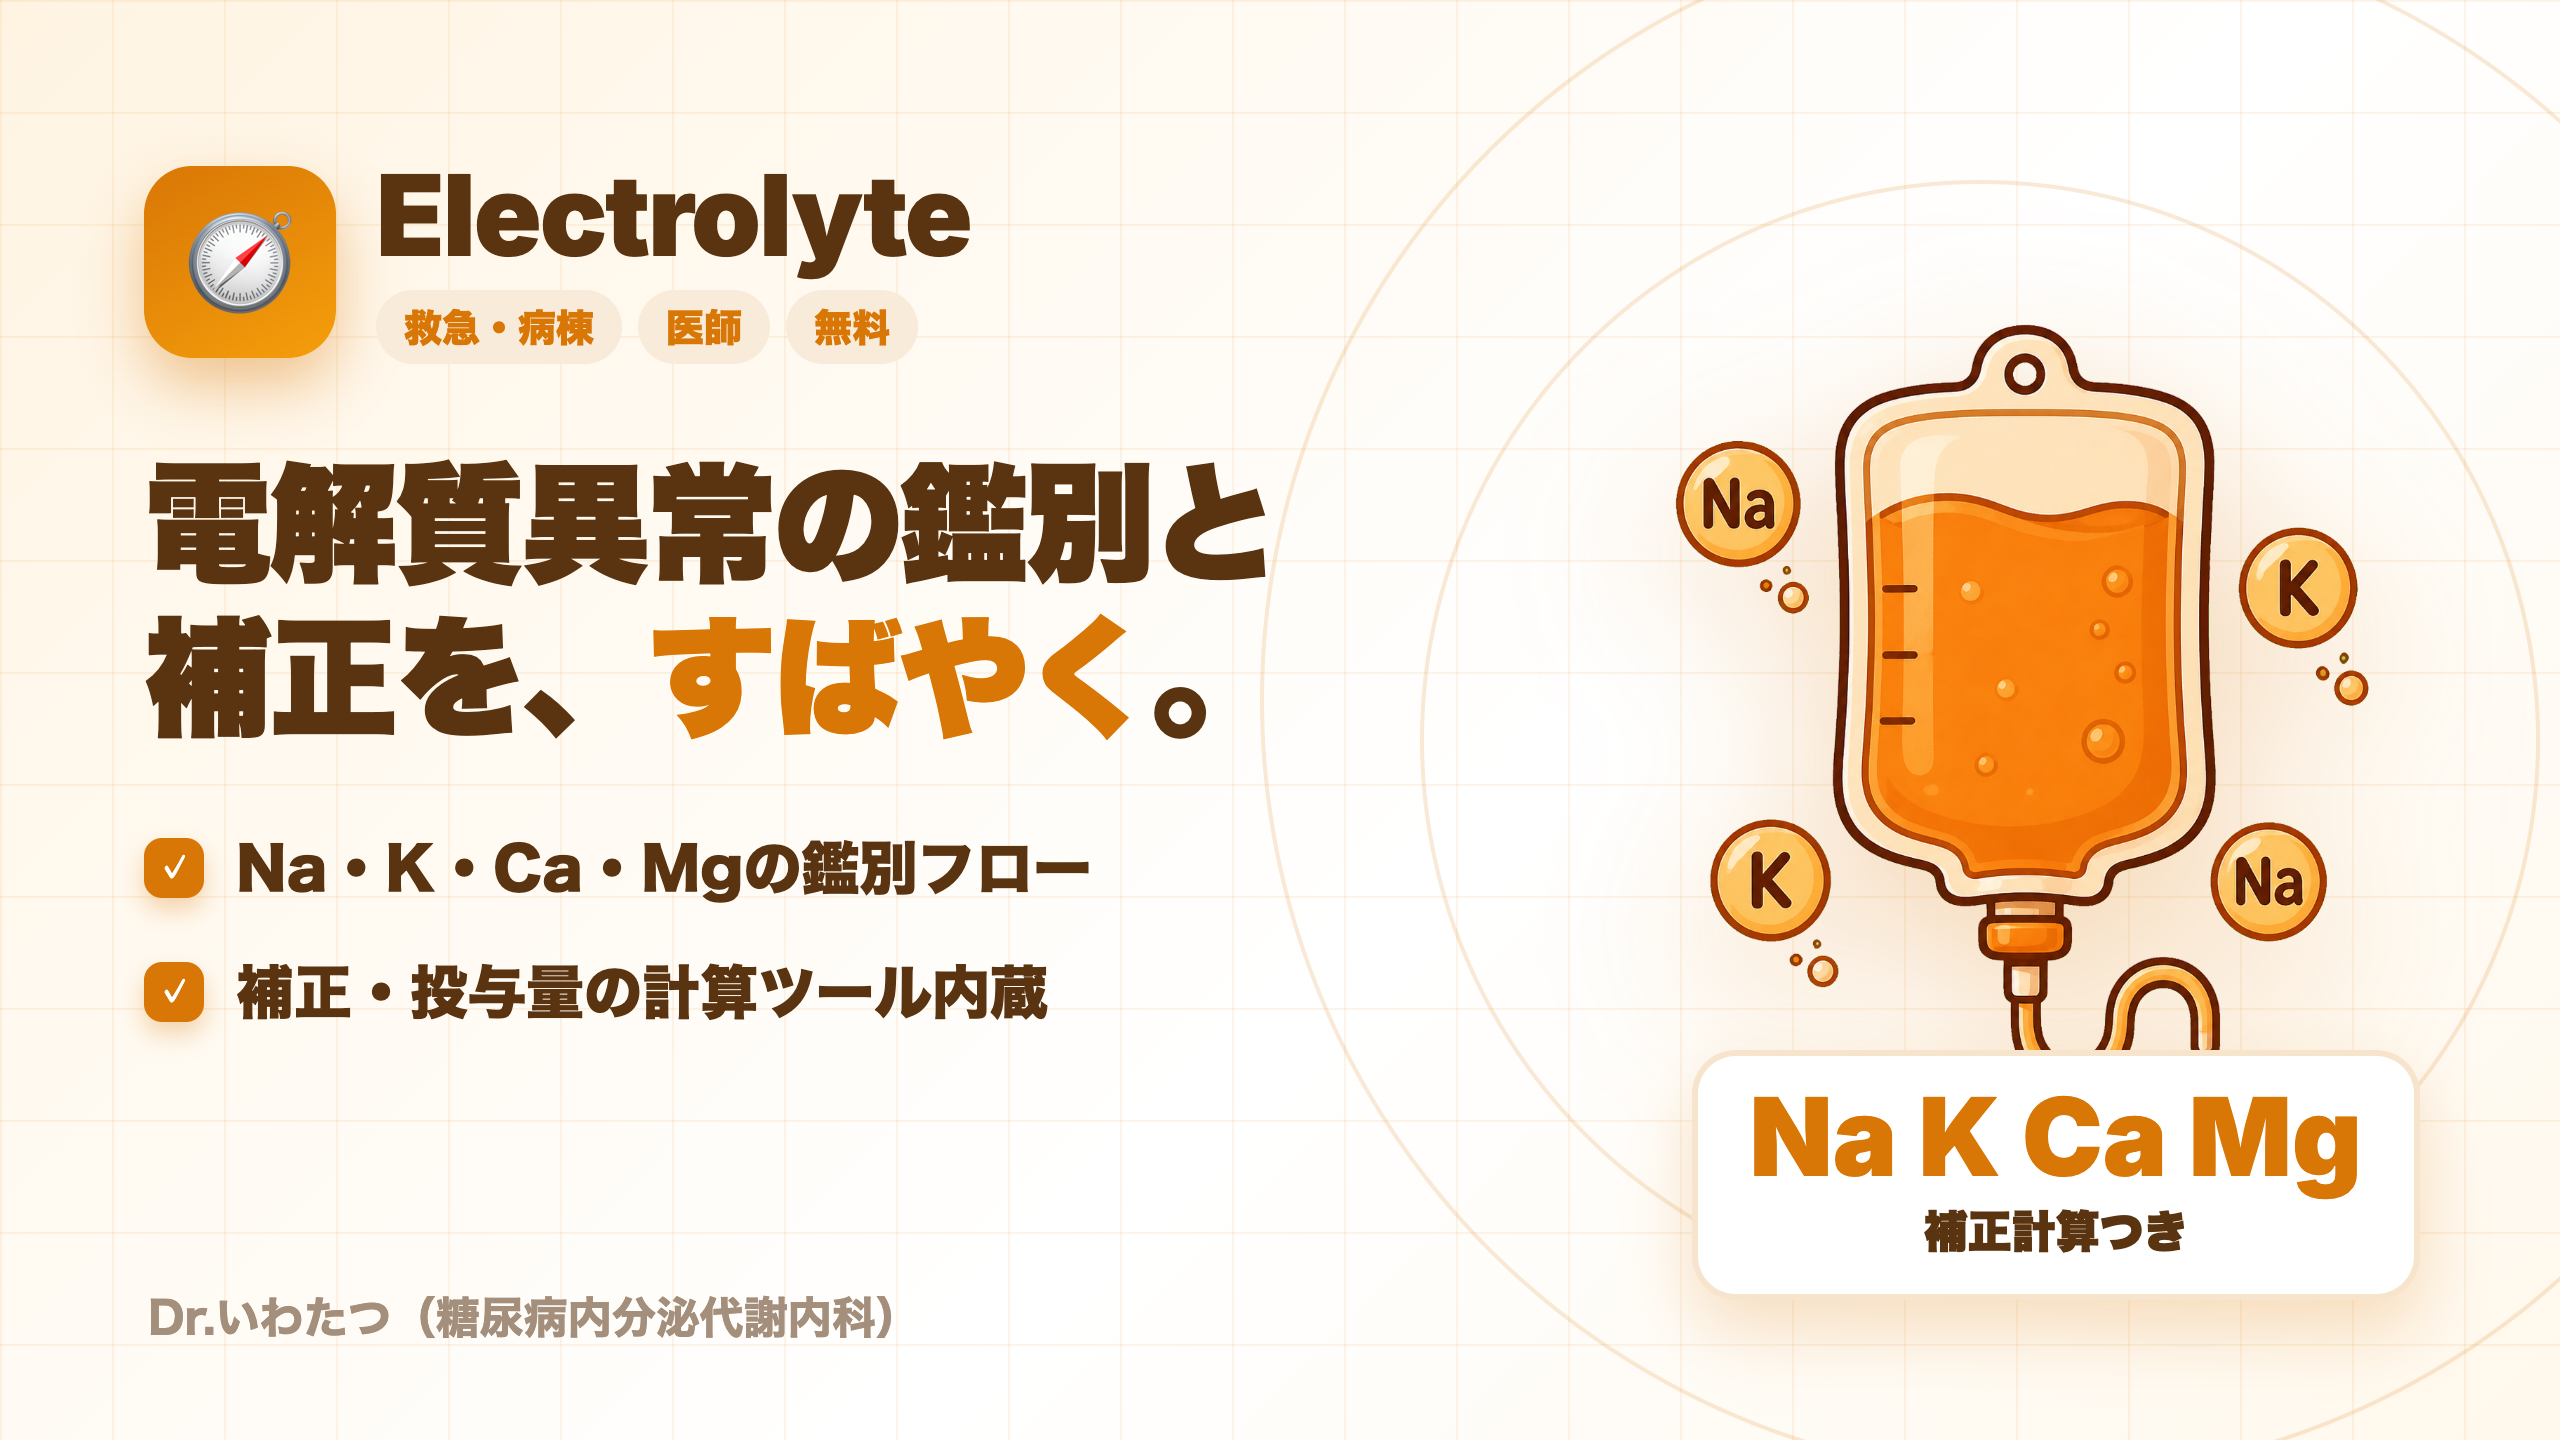 Electrolyte
救急・病棟 医師 無料
電解質異常の鑑別と
補正を、すばやく。
Na・K・Ca・Mgの鑑別フロー
補正・投与量の計算ツール内蔵
Dr.いわたつ（糖尿病内分泌代謝内科）
Na
K
K
Na
Na K Ca Mg
補正計算つき